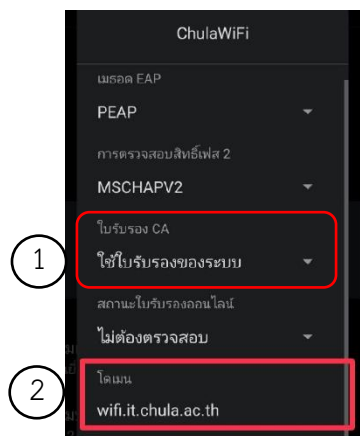 ChulaWiFi
เมธอด EAP
PEAP
การตรวจสอบสิทธิ์เฟส 2
MSCHAPV2
1
ใบรับรอง CA
ใช้ใบรับรองของระบบ
สถานะใบรับรองออนไลน์
ไม่ต้องตรวจสอบ
2
โดเมน
wifi.it.chula.ac.th